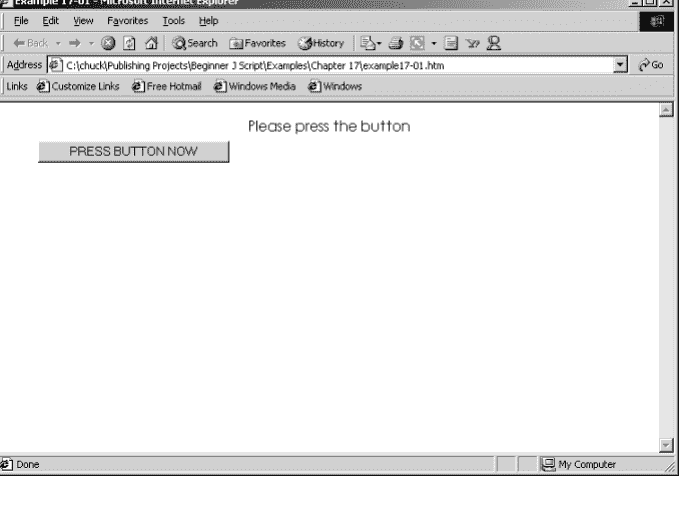 Example 17-01 - Microsoft Internet Explorer
File Edit View Favorites Tools Help
Back Search Favorites History
Address C:\chuck\Publishing Projects\Beginner J Script\Examples\Chapter 17\example17-01.htm Go
Links Customize Links Free Hotmail Windows Media Windows
Please press the button
PRESS BUTTON NOW
Done My Computer